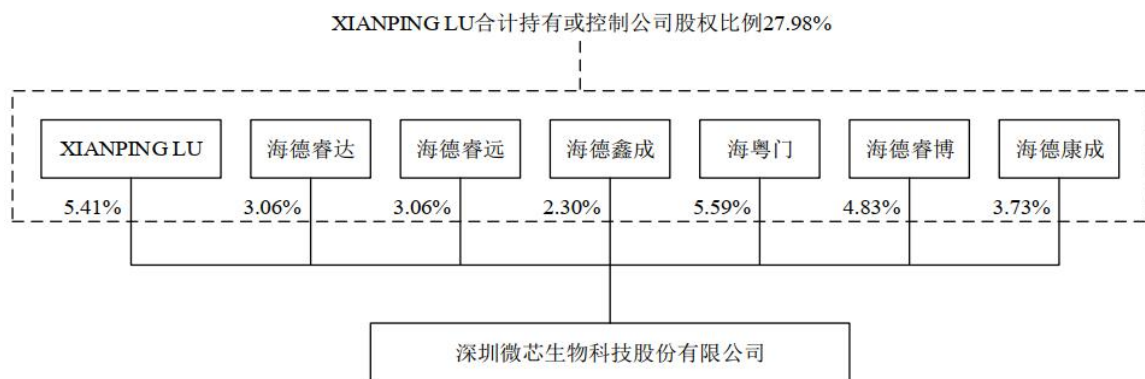 XIANPING LU合计持有或控制公司股权比例27.98%
XIANPING LU
海德睿达
海德睿远
海德鑫成
海粤门
海德睿博
海德康成
5.41%
3.06%
3.06%
2.30%
5.59%
4.83%
3.73%
深圳微芯生物科技股份有限公司